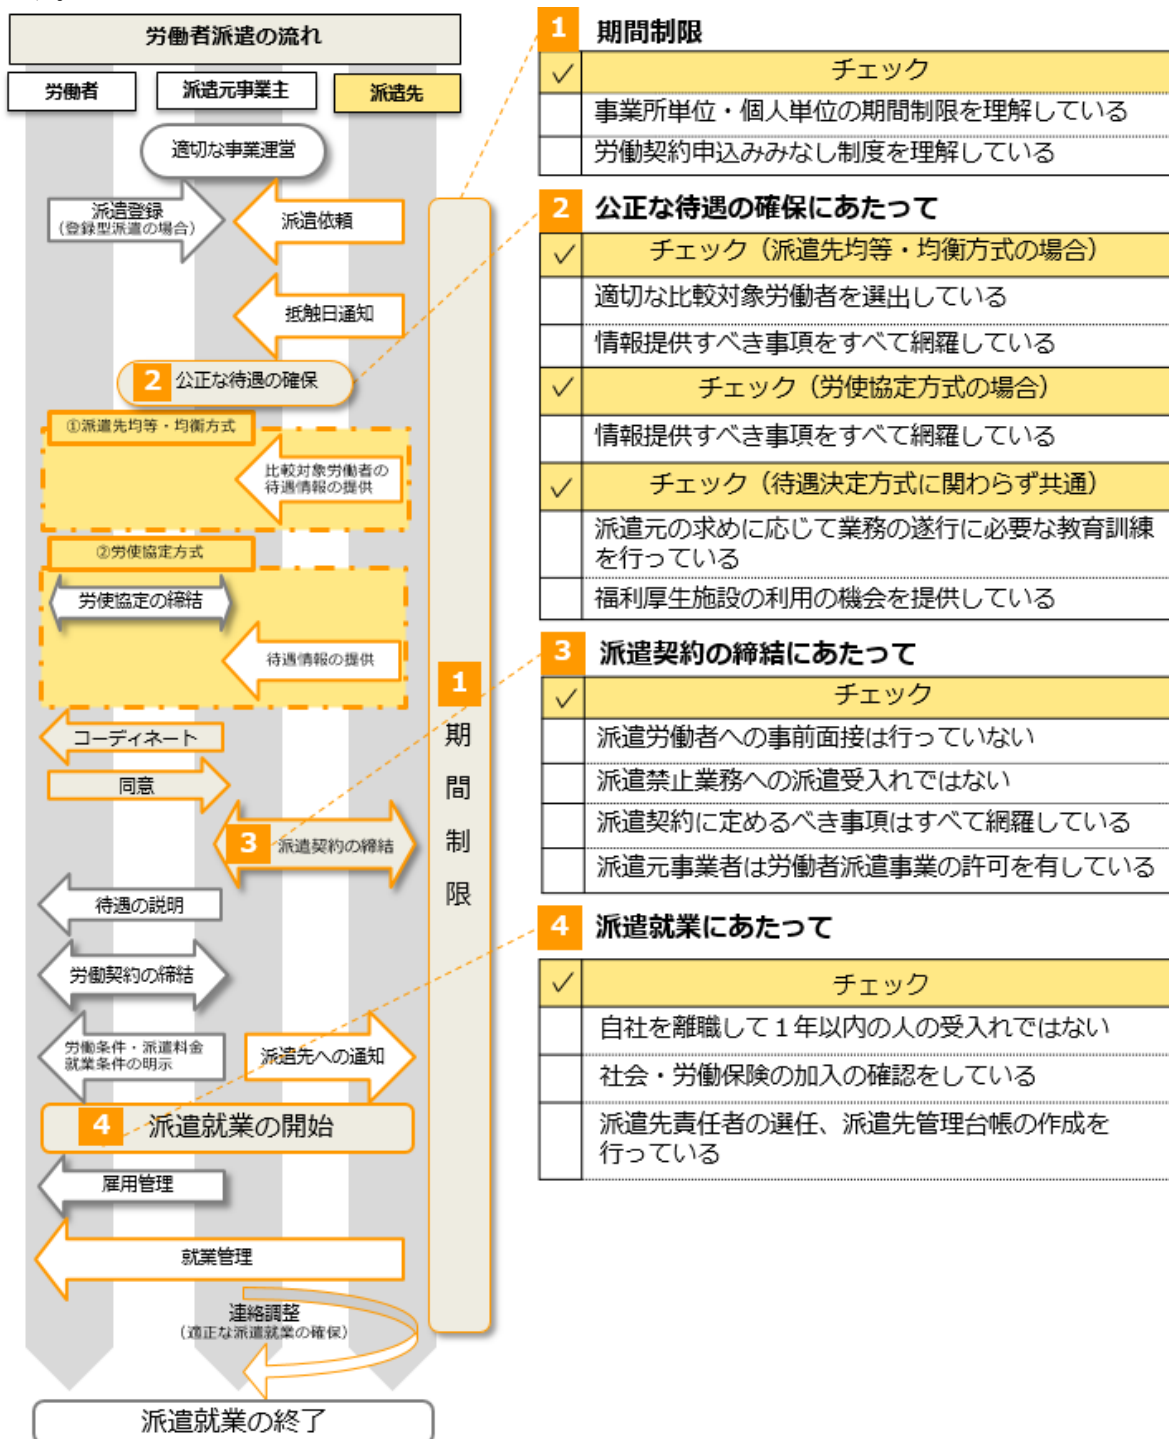 労働者派遣の流れ
労働者
派遣元事業主
派遣先
適切な事業運営
派遣登録
(登録型派遣の場合)
派遣依頼
抵触日通知
2 公正な待遇の確保
①派遣先均等・均衡方式
比較対象労働者の
待遇情報の提供
②労使協定方式
労使協定の締結
待遇情報の提供
コーディネート
同意
3 派遣契約の締結
待遇の説明
労働契約の締結
労働条件・派遣料金
就業条件の明示
派遣先への通知
4 派遣就業の開始
雇用管理
就業管理
連絡調整
(適正な派遣就業の確保)
派遣就業の終了
1
期
間
制
限
1 期間制限
✓ チェック
事業所単位・個人単位の期間制限を理解している
労働契約申込みみなし制度を理解している
2 公正な待遇の確保にあたって
✓ チェック（派遣先均等・均衡方式の場合）
適切な比較対象労働者を選出している
情報提供すべき事項をすべて網羅している
✓ チェック（労使協定方式の場合）
情報提供すべき事項をすべて網羅している
✓ チェック（待遇決定方式に関わらず共通）
派遣元の求めに応じて業務の遂行に必要な教育訓練
を行っている
福利厚生施設の利用の機会を提供している
3 派遣契約の締結にあたって
✓ チェック
派遣労働者への事前面接は行っていない
派遣禁止業務への派遣受入れではない
派遣契約に定めるべき事項はすべて網羅している
派遣元事業者は労働者派遣事業の許可を有している
4 派遣就業にあたって
✓ チェック
自社を離職して１年以内の人の受入れではない
社会・労働保険の加入の確認をしている
派遣先責任者の選任、派遣先管理台帳の作成を
行っている